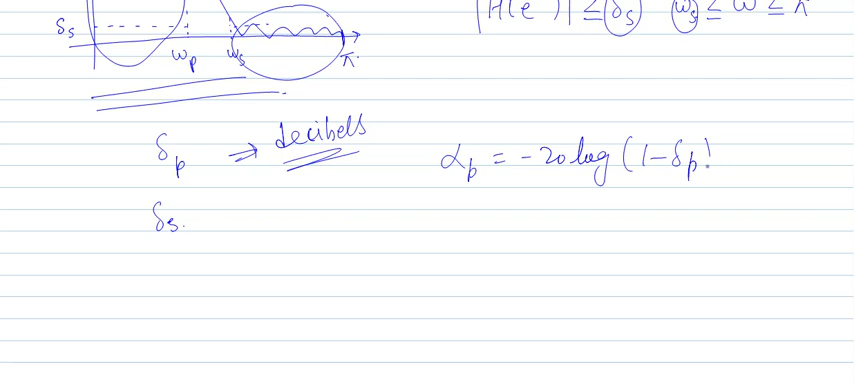 |H(e )| ≤ δs ωs ≤ ω ≤ π
δs
ωp ωs π
δp ⇒ decibels αp = -20 log (1-δp)
δs.